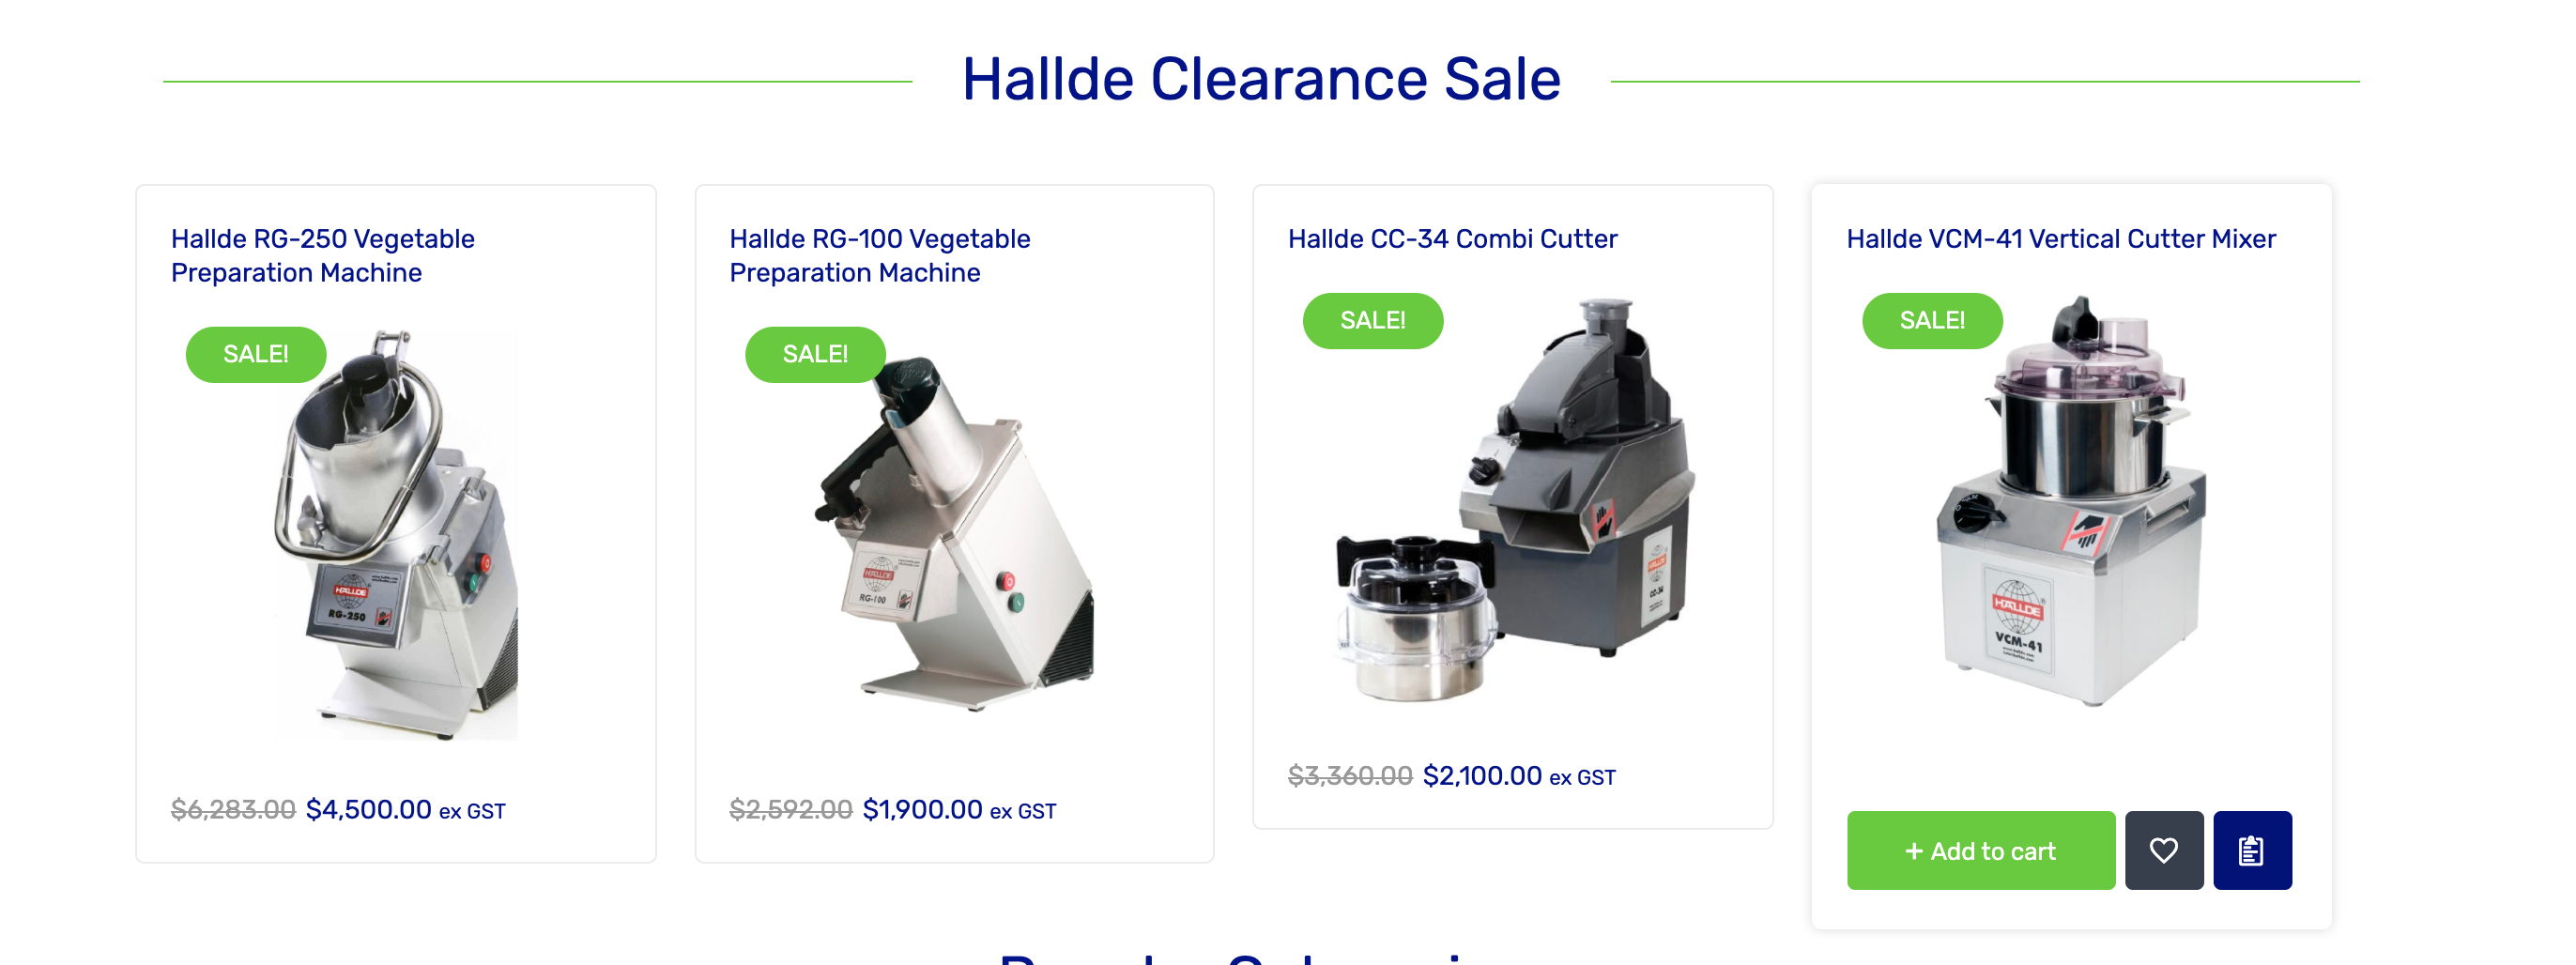 Hallde Clearance Sale
Hallde RG-250 Vegetable
Preparation Machine
SALE!
HALLDE
RG-250
$6,283.00 $4,500.00 ex GST
Hallde RG-100 Vegetable
Preparation Machine
SALE!
HALLDE
RG-100
$2,592.00 $1,900.00 ex GST
Hallde CC-34 Combi Cutter
SALE!
HALLDE
CC-34
$3,360.00 $2,100.00 ex GST
Hallde VCM-41 Vertical Cutter Mixer
SALE!
HALLDE
VCM-41
+ Add to cart